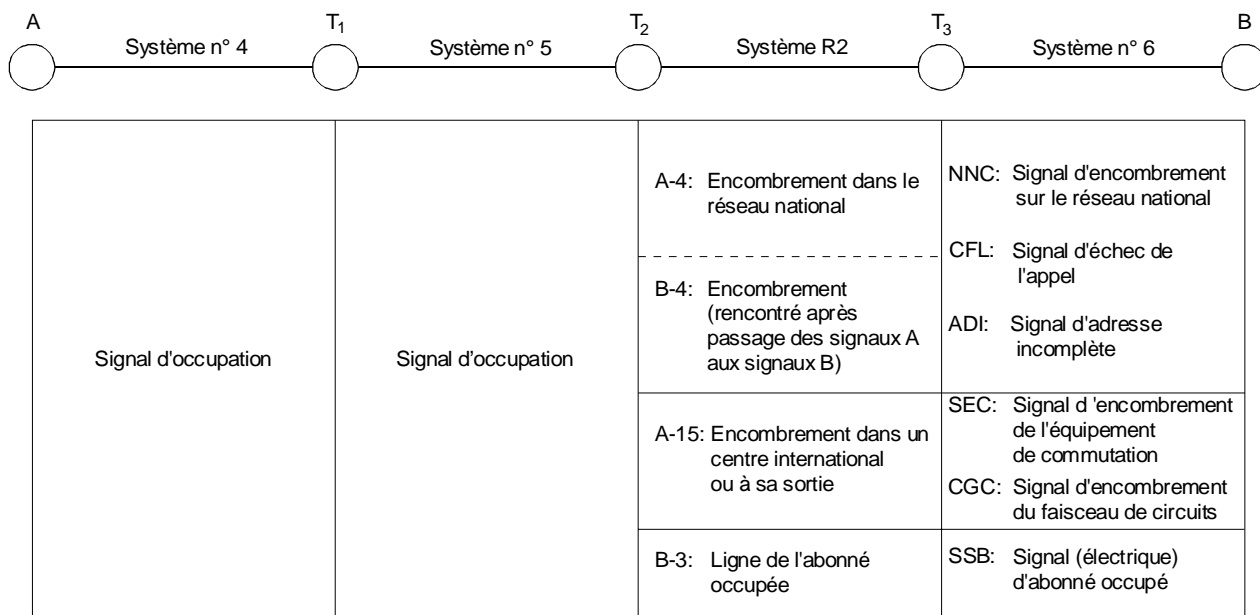 A T1 T2 T3 B
Système n° 4 Système n° 5 Système R2 Système n° 6
Signal d'occupation
Signal d’occupation
A-4: Encombrement dans le
réseau national
B-4: Encombrement
(rencontré après
passage des signaux A
aux signaux B)
A-15: Encombrement dans un
centre international
ou à sa sortie
B-3: Ligne de l'abonné
occupée
NNC: Signal d'encombrement
sur le réseau national
CFL: Signal d'échec de
l'appel
ADI: Signal d'adresse
incomplète
SEC: Signal d 'encombrement
de l'équipement
de commutation
CGC: Signal d'encombrement
du faisceau de circuits
SSB: Signal (électrique)
d'abonné occupé